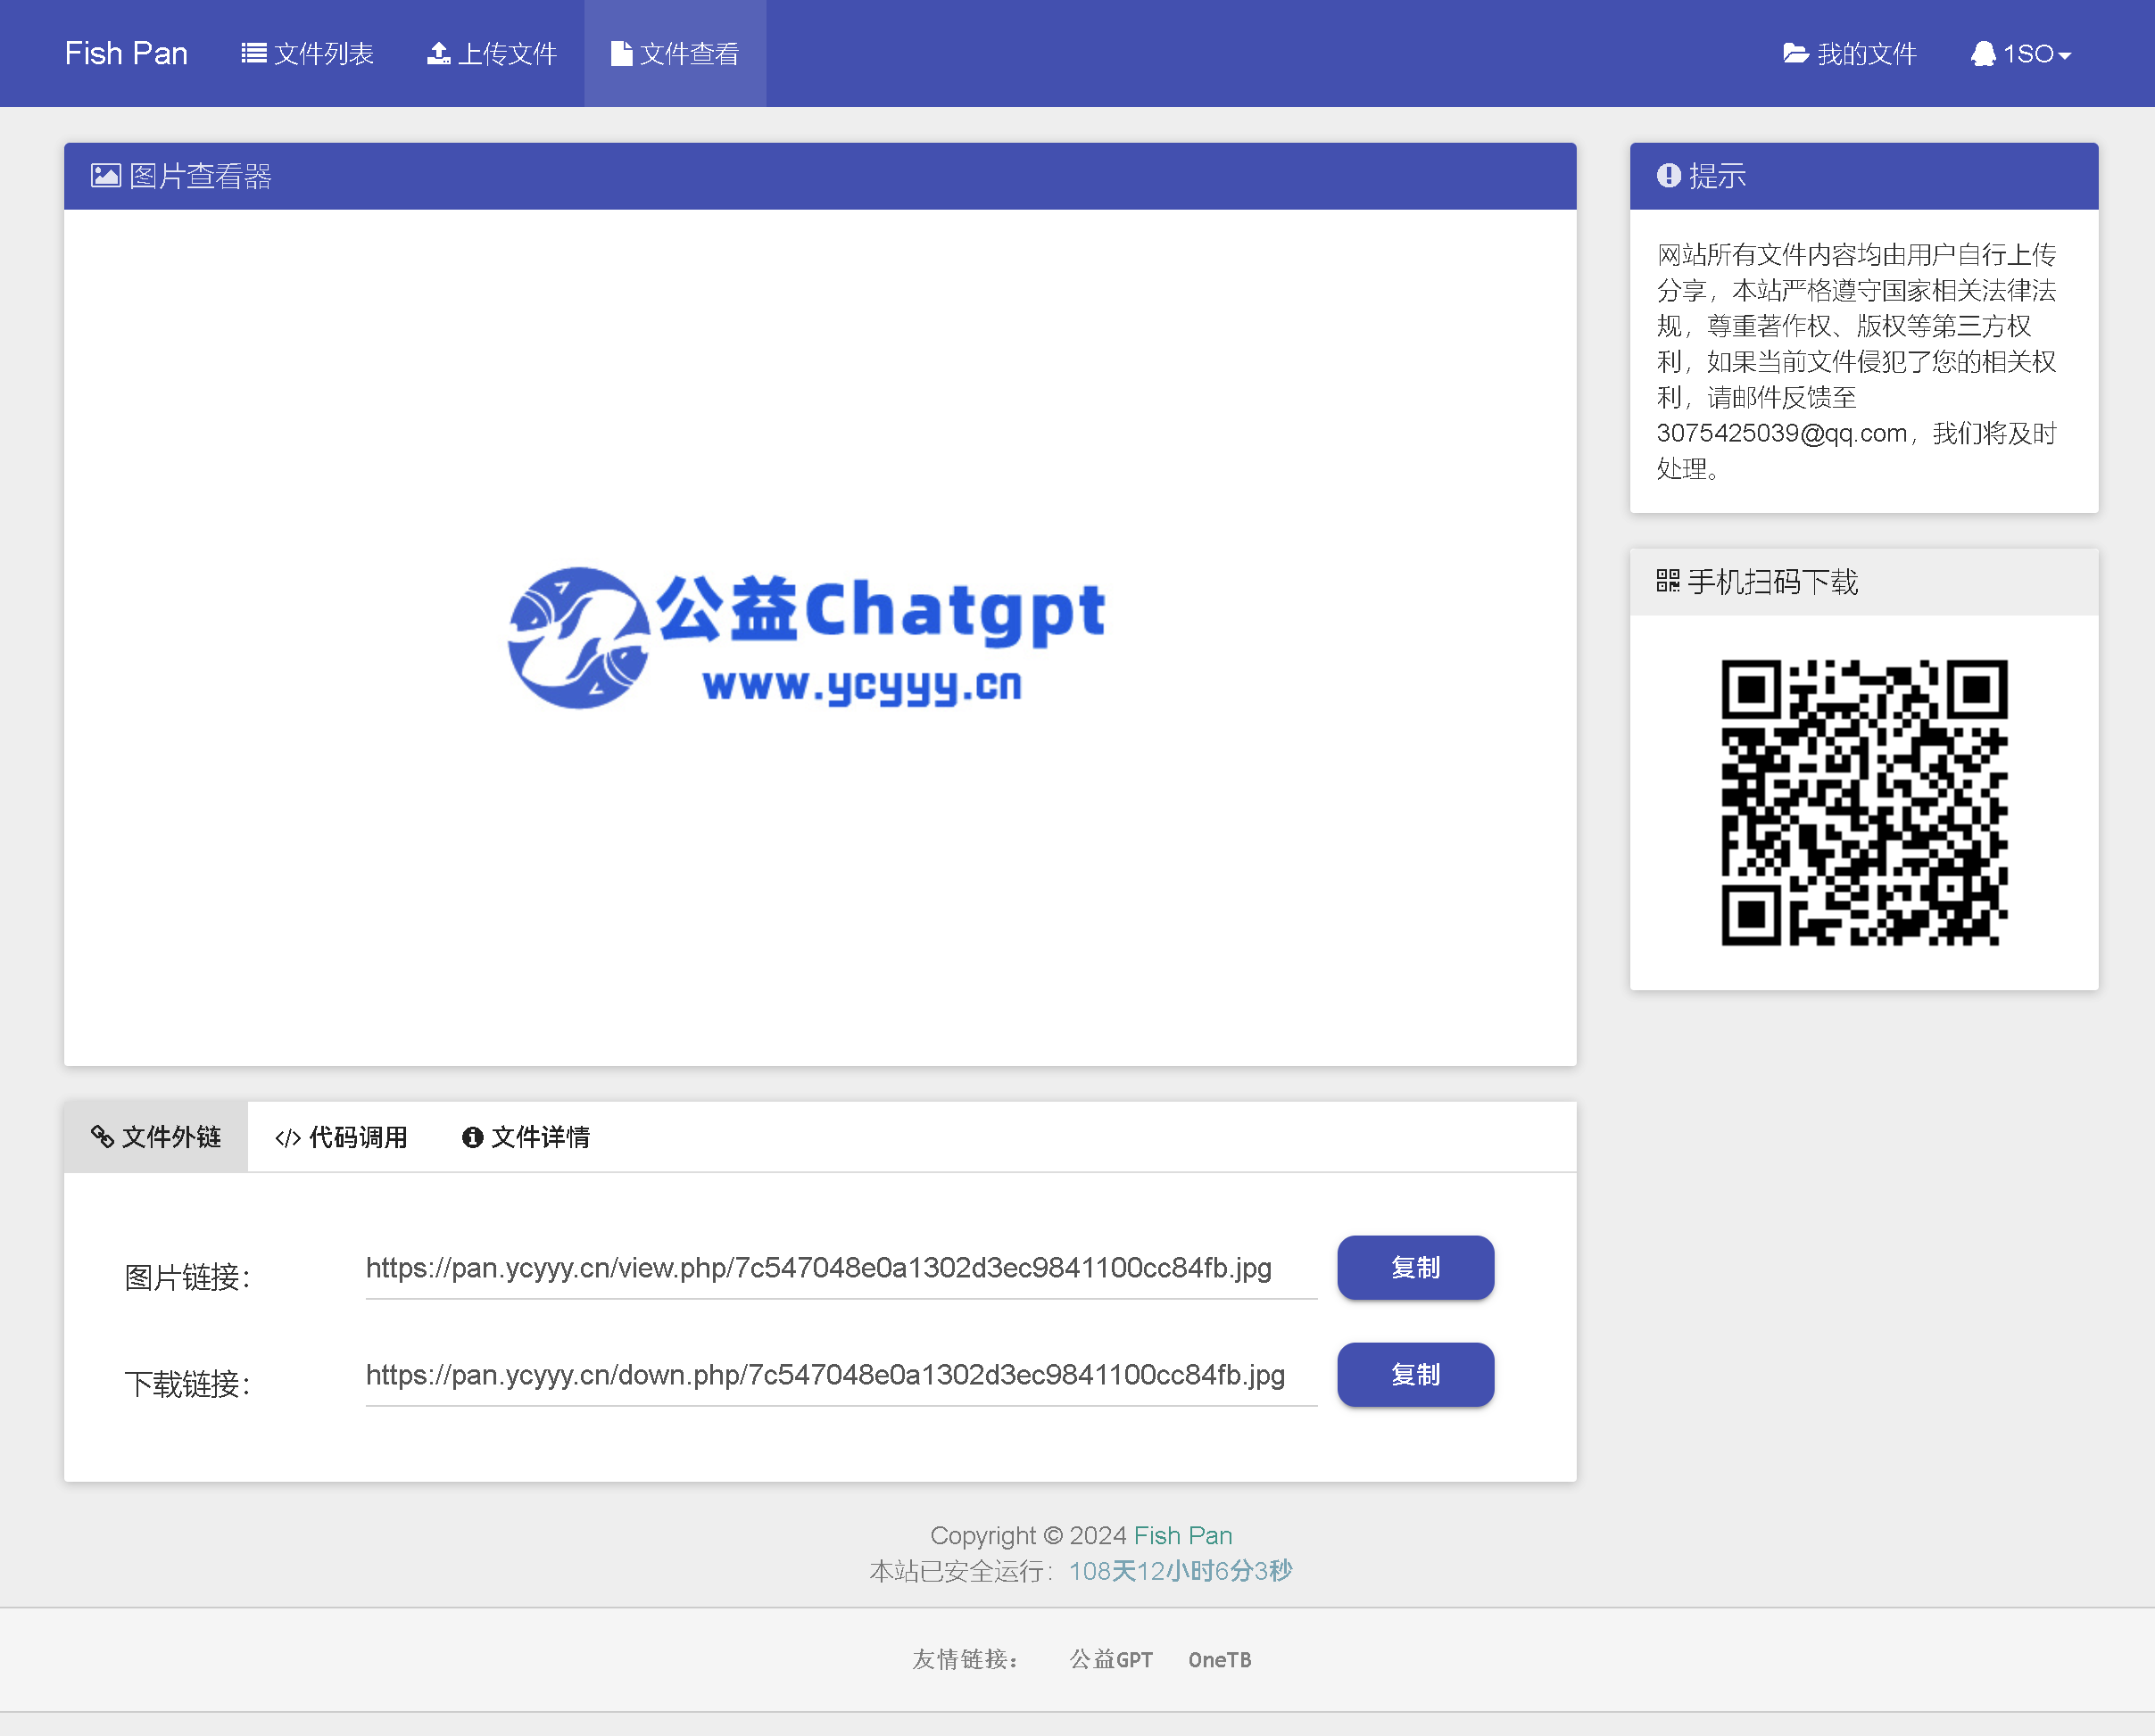 Fish Pan 文件列表 上传文件 文件查看 我的文件 1SO
图片查看器
公益Chatgpt
www.ycyyy.cn
提示
网站所有文件内容均由用户自行上传
分享，本站严格遵守国家相关法律法
规，尊重著作权、版权等第三方权
利，如果当前文件侵犯了您的相关权
利，请邮件反馈至
3075425039@qq.com，我们将及时
处理。
手机扫码下载
文件外链 代码调用 文件详情
图片链接： https://pan.ycyyy.cn/view.php/7c547048e0a1302d3ec9841100cc84fb.jpg 复制
下载链接： https://pan.ycyyy.cn/down.php/7c547048e0a1302d3ec9841100cc84fb.jpg 复制
Copyright © 2024 Fish Pan
本站已安全运行：108天12小时6分3秒
友情链接： 公益GPT OneTB